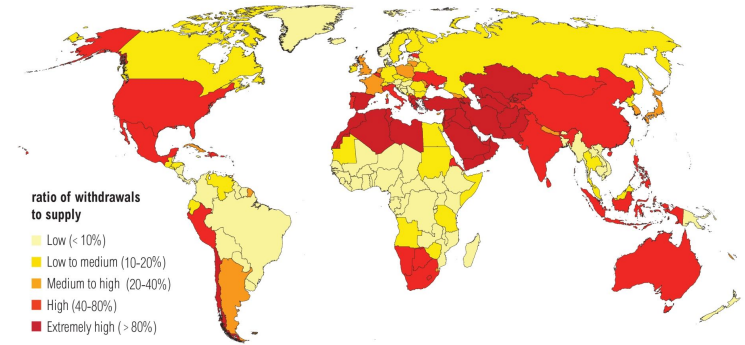 ratio of withdrawals
to supply
Low (< 10%)
Low to medium (10-20%)
Medium to high (20-40%)
High (40-80%)
Extremely high (> 80%)